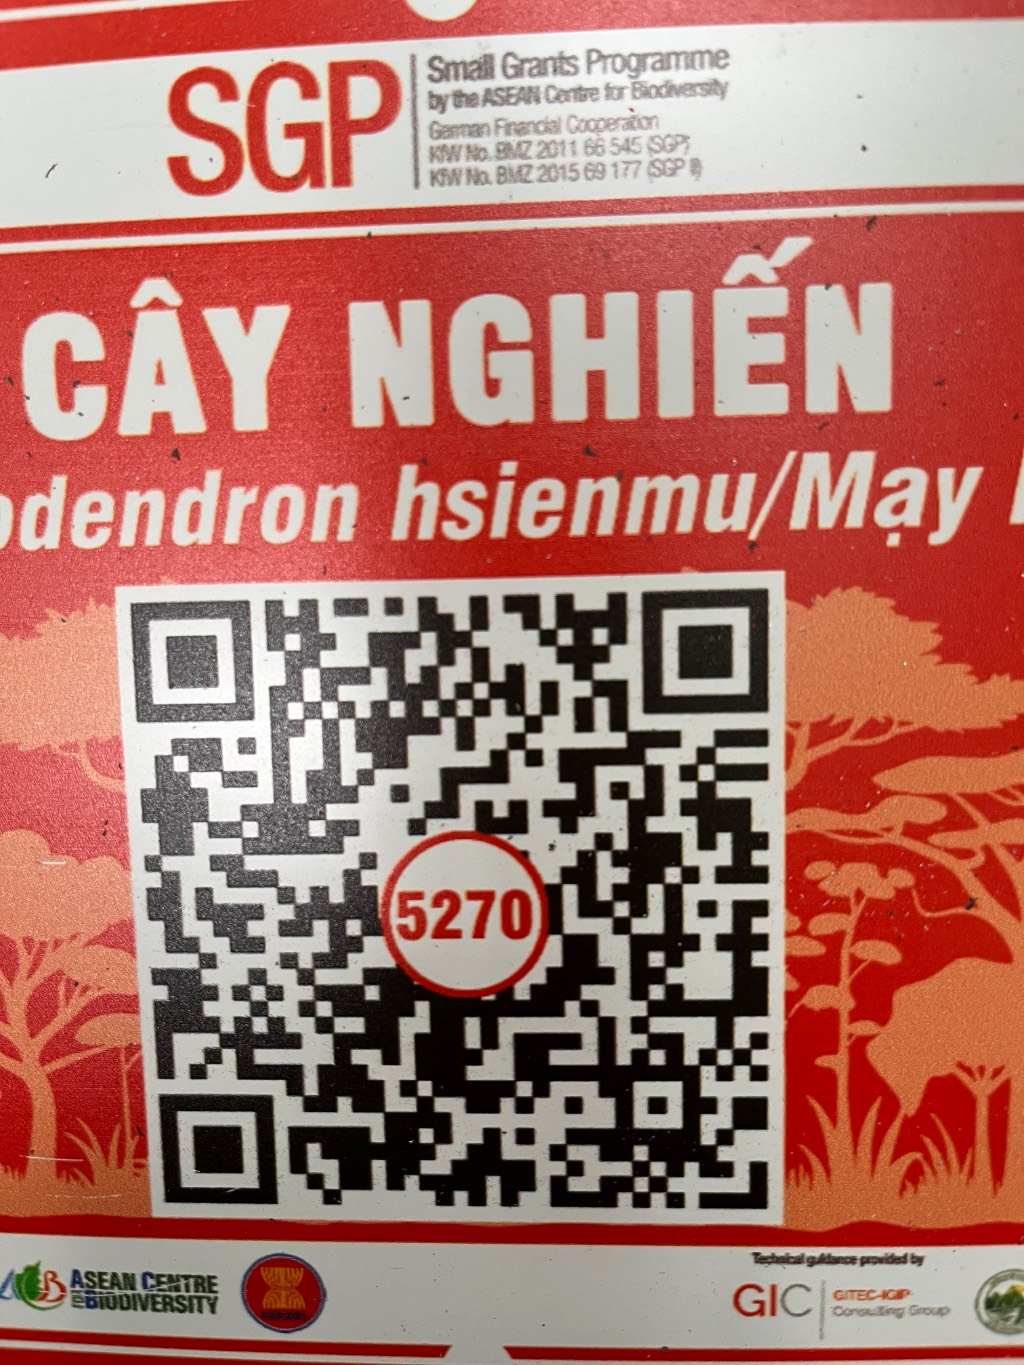 SGP
Small Grants Programme
by the ASEAN Centre for Biodiversity
German Financial Cooperation
KfW No. BMZ 2011 66 545 (SGP)
KfW No. BMZ 2015 69 177 (SGP II)
CÂY NGHIẾN
odendron hsienmu/Mạy
5270
ACB
ASEAN CENTRE
FOR BIODIVERSITY
Technical guidance provided by
GIC
GITEC-IGIP
Consulting Group